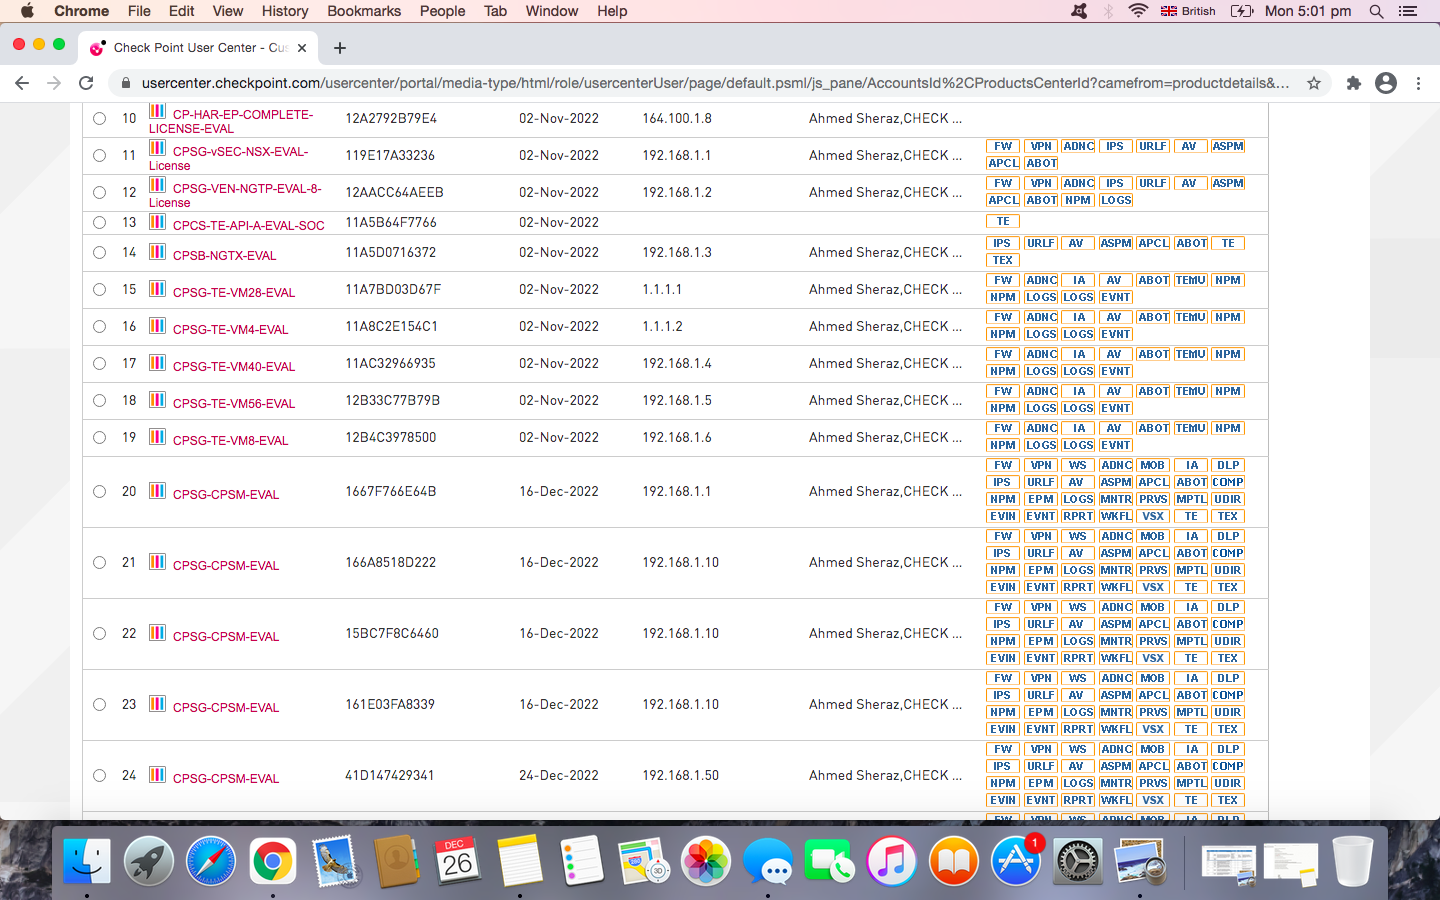 Chrome File Edit View History Bookmarks People Tab Window Help British Mon 5:01 pm
Check Point User Center - Cus
usercenter.checkpoint.com/usercenter/portal/media-type/html/role/usercenterUser/page/default.psml/js_pane/AccountsId%2CProductsCenterId?camefrom=productdetails&...
10 CP-HAR-EP-COMPLETE- 12A2792B79E4 02-Nov-2022 164.100.1.8 Ahmed Sheraz,CHECK ...
LICENSE-EVAL
11 CPSG-vSEC-NSX-EVAL- 119E17A33236 02-Nov-2022 192.168.1.1 Ahmed Sheraz,CHECK ... FW VPN ADNC IPS URLF AV ASPM
License APCL ABOT
12 CPSG-VEN-NGTP-EVAL-8- 12AACC64AEEB 02-Nov-2022 192.168.1.2 Ahmed Sheraz,CHECK ... FW VPN ADNC IPS URLF AV ASPM
License APCL ABOT NPM LOGS
13 CPCS-TE-API-A-EVAL-SOC 11A5B64F7766 02-Nov-2022 TE
14 CPSB-NGTX-EVAL 11A5D0716372 02-Nov-2022 192.168.1.3 Ahmed Sheraz,CHECK ... IPS URLF AV ASPM APCL ABOT TE
TEX
15 CPSG-TE-VM28-EVAL 11A7BD03D67F 02-Nov-2022 1.1.1.1 Ahmed Sheraz,CHECK ... FW ADNC IA AV ABOT TEMU NPM
NPM LOGS LOGS EVNT
16 CPSG-TE-VM4-EVAL 11A8C2E154C1 02-Nov-2022 1.1.1.2 Ahmed Sheraz,CHECK ... FW ADNC IA AV ABOT TEMU NPM
NPM LOGS LOGS EVNT
17 CPSG-TE-VM40-EVAL 11AC32966935 02-Nov-2022 192.168.1.4 Ahmed Sheraz,CHECK ... FW ADNC IA AV ABOT TEMU NPM
NPM LOGS LOGS EVNT
18 CPSG-TE-VM56-EVAL 12B33C77B79B 02-Nov-2022 192.168.1.5 Ahmed Sheraz,CHECK ... FW ADNC IA AV ABOT TEMU NPM
NPM LOGS LOGS EVNT
19 CPSG-TE-VM8-EVAL 12B4C3978500 02-Nov-2022 192.168.1.6 Ahmed Sheraz,CHECK ... FW ADNC IA AV ABOT TEMU NPM
NPM LOGS LOGS EVNT
20 CPSG-CPSM-EVAL 1667F766E64B 16-Dec-2022 192.168.1.1 Ahmed Sheraz,CHECK ... FW VPN WS ADNC MOB IA DLP
IPS URLF AV ASPM APCL ABOT COMP
NPM EPM LOGS MNTR PRVS MPTL UDIR
EVIN EVNT RPRT WKFL VSX TE TEX
21 CPSG-CPSM-EVAL 166A8518D222 16-Dec-2022 192.168.1.10 Ahmed Sheraz,CHECK ... FW VPN WS ADNC MOB IA DLP
IPS URLF AV ASPM APCL ABOT COMP
NPM EPM LOGS MNTR PRVS MPTL UDIR
EVIN EVNT RPRT WKFL VSX TE TEX
22 CPSG-CPSM-EVAL 15BC7F8C6460 16-Dec-2022 192.168.1.10 Ahmed Sheraz,CHECK ... FW VPN WS ADNC MOB IA DLP
IPS URLF AV ASPM APCL ABOT COMP
NPM EPM LOGS MNTR PRVS MPTL UDIR
EVIN EVNT RPRT WKFL VSX TE TEX
23 CPSG-CPSM-EVAL 161E03FA8339 16-Dec-2022 192.168.1.10 Ahmed Sheraz,CHECK ... FW VPN WS ADNC MOB IA DLP
IPS URLF AV ASPM APCL ABOT COMP
NPM EPM LOGS MNTR PRVS MPTL UDIR
EVIN EVNT RPRT WKFL VSX TE TEX
24 CPSG-CPSM-EVAL 41D147429341 24-Dec-2022 192.168.1.50 Ahmed Sheraz,CHECK ... FW VPN WS ADNC MOB IA DLP
IPS URLF AV ASPM APCL ABOT COMP
NPM EPM LOGS MNTR PRVS MPTL UDIR
EVIN EVNT RPRT WKFL VSX TE TEX
FW VPN WS ADNC MOB IA DLP
DEC
26
280
3D
1